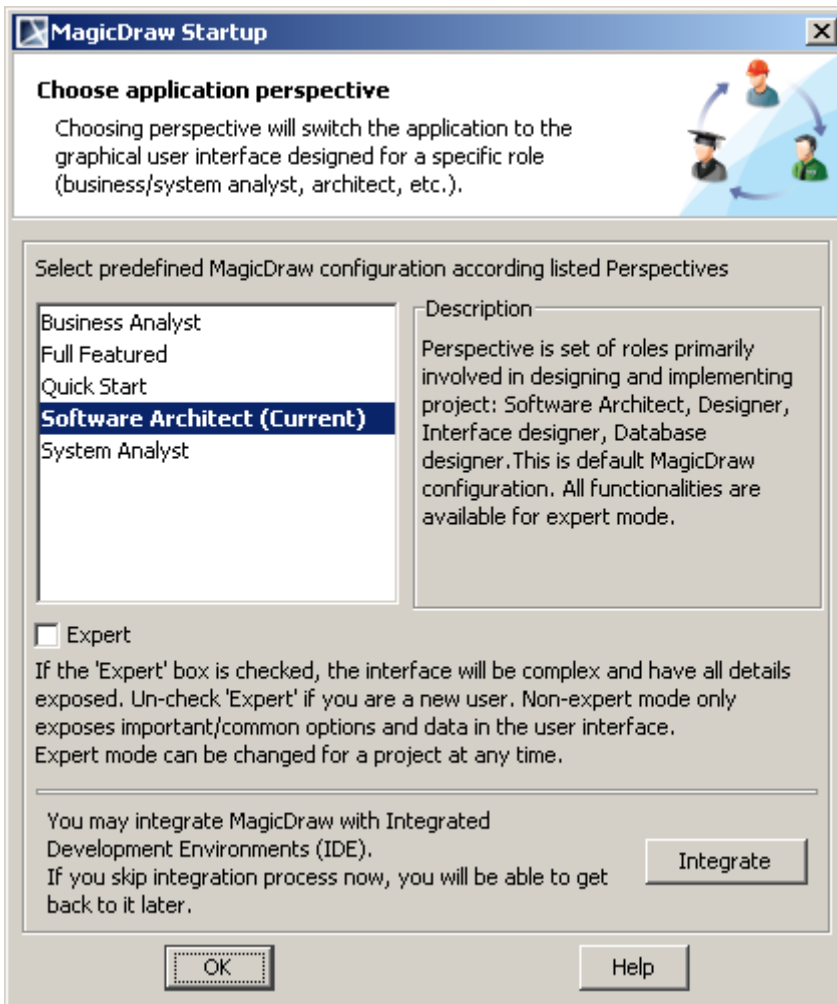 MagicDraw Startup
Choose application perspective
Choosing perspective will switch the application to the
graphical user interface designed for a specific role
(business/system analyst, architect, etc.).
Select predefined MagicDraw configuration according listed Perspectives
Business Analyst
Full Featured
Quick Start
Software Architect (Current)
System Analyst
Description
Perspective is set of roles primarily
involved in designing and implementing
project: Software Architect, Designer,
Interface designer, Database
designer.This is default MagicDraw
configuration. All functionalities are
available for expert mode.
Expert
If the 'Expert' box is checked, the interface will be complex and have all details
exposed. Un-check 'Expert' if you are a new user. Non-expert mode only
exposes important/common options and data in the user interface.
Expert mode can be changed for a project at any time.
You may integrate MagicDraw with Integrated
Development Environments (IDE).
If you skip integration process now, you will be able to get
back to it later.
Integrate
OK
Help